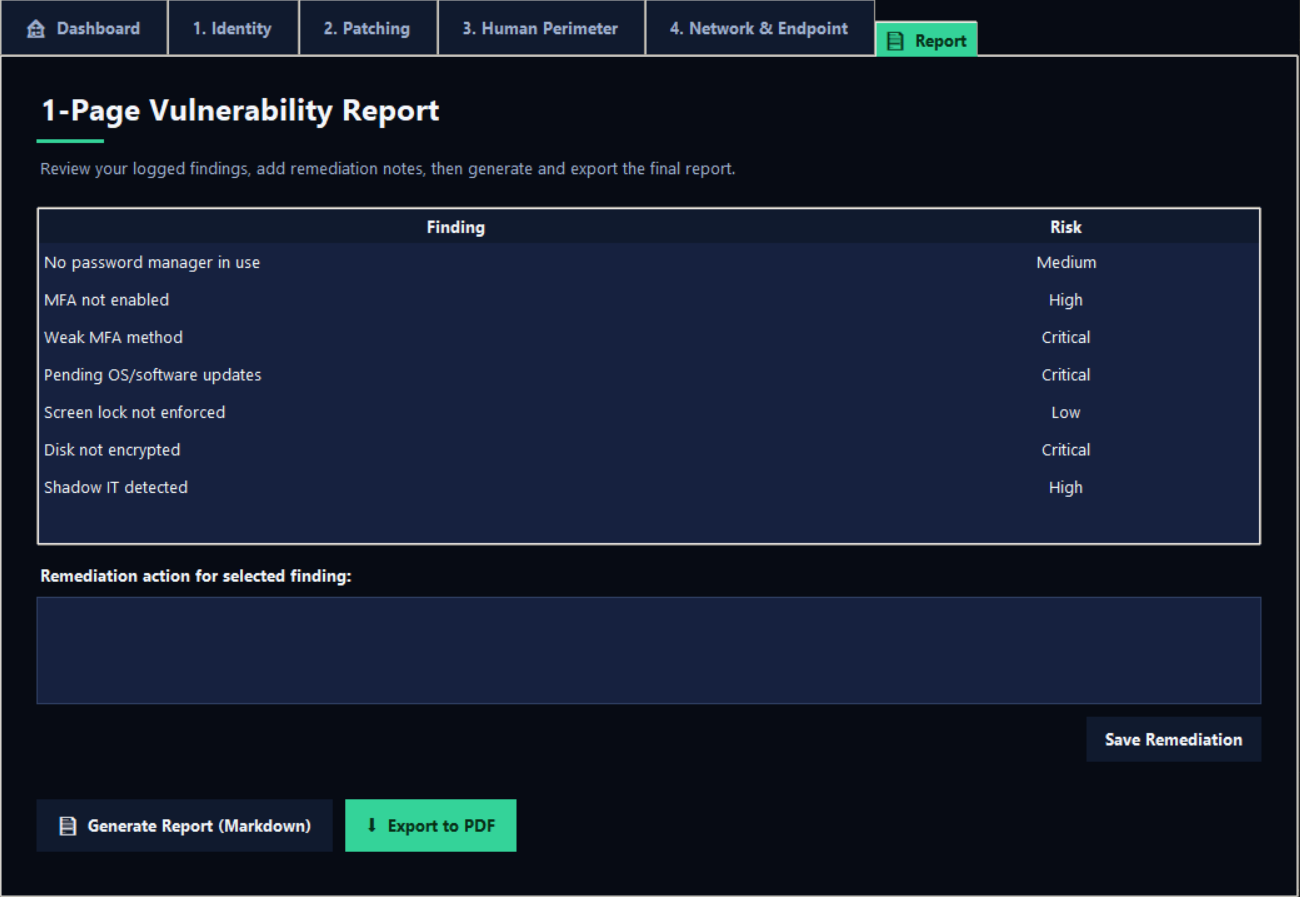 Dashboard 1. Identity 2. Patching 3. Human Perimeter 4. Network & Endpoint Report
1-Page Vulnerability Report
Review your logged findings, add remediation notes, then generate and export the final report.
Finding Risk
No password manager in use Medium
MFA not enabled High
Weak MFA method Critical
Pending OS/software updates Critical
Screen lock not enforced Low
Disk not encrypted Critical
Shadow IT detected High
Remediation action for selected finding:
Save Remediation
Generate Report (Markdown) Export to PDF